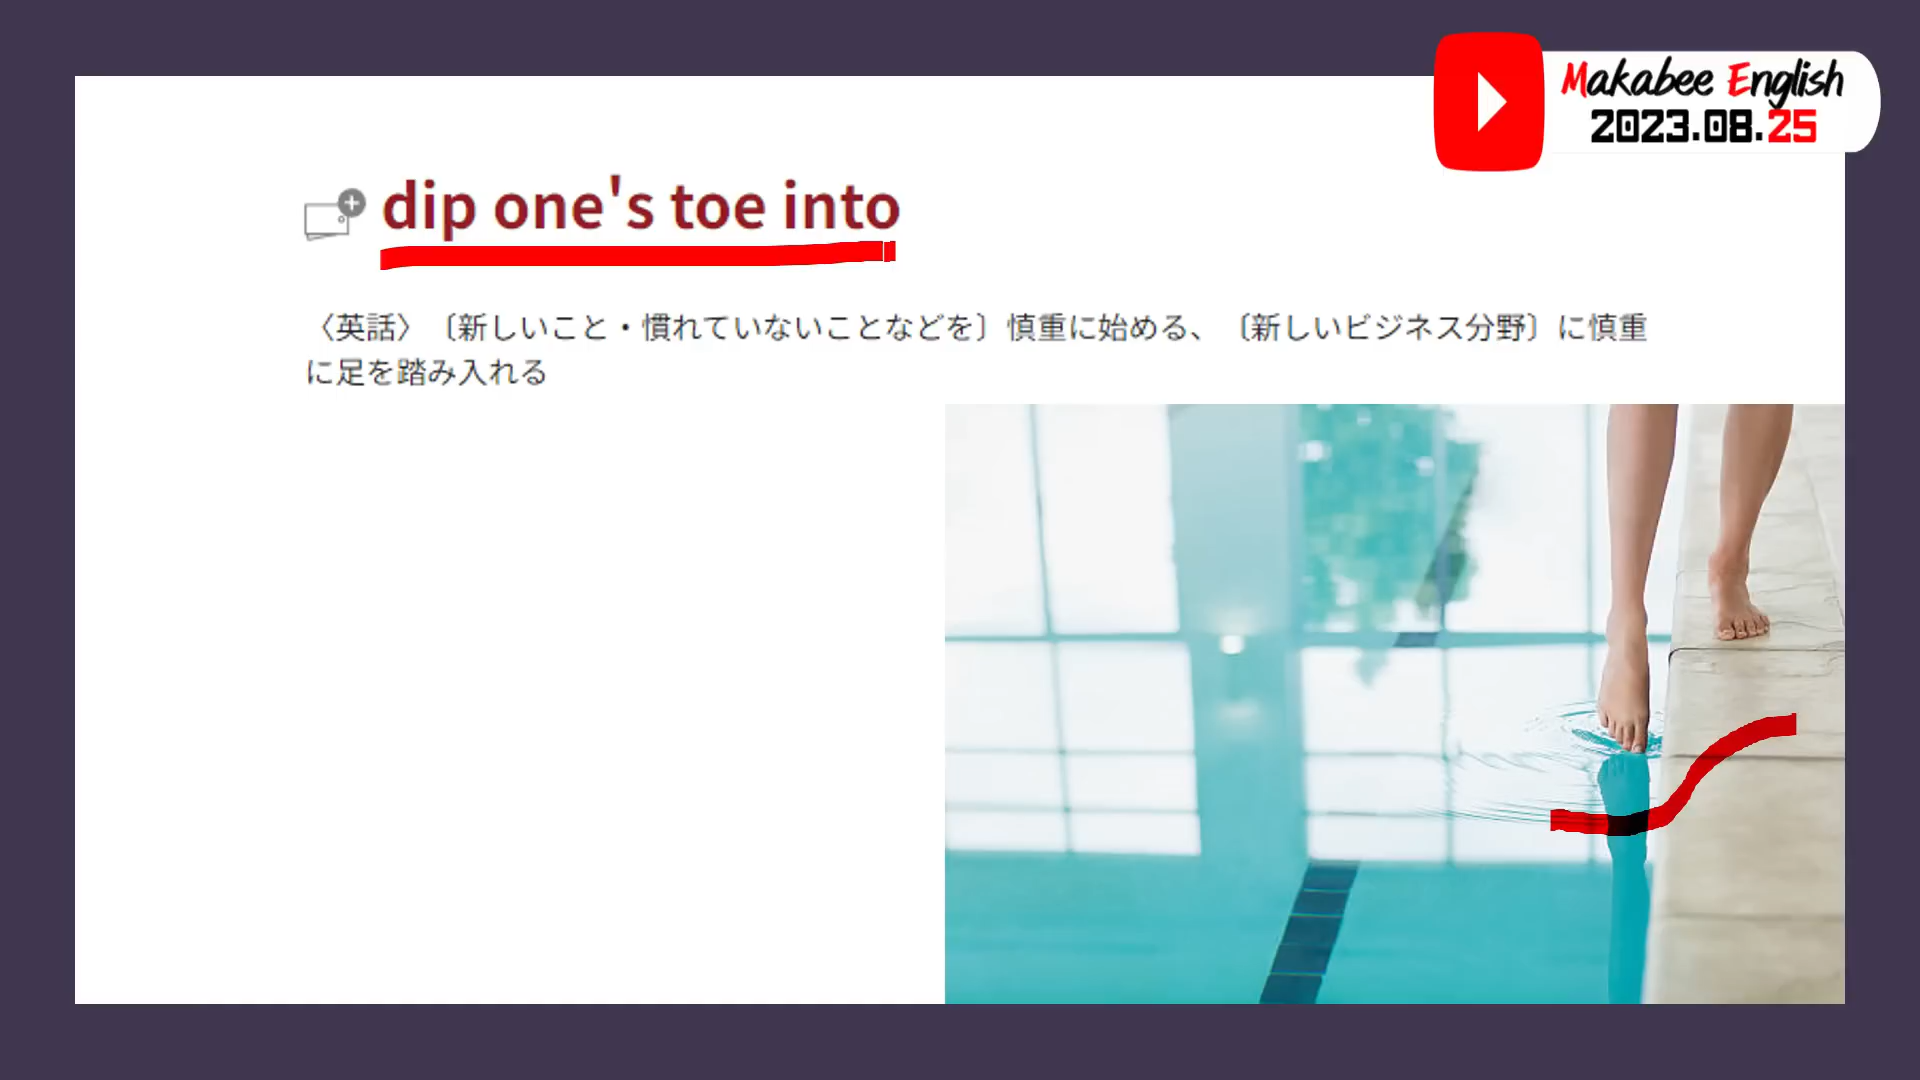 Makabee English
2023.08.25
dip one's toe into
〈英話〉〔新しいこと・慣れていないことなどを〕慎重に始める、〔新しいビジネス分野〕に慎重
に足を踏み入れる